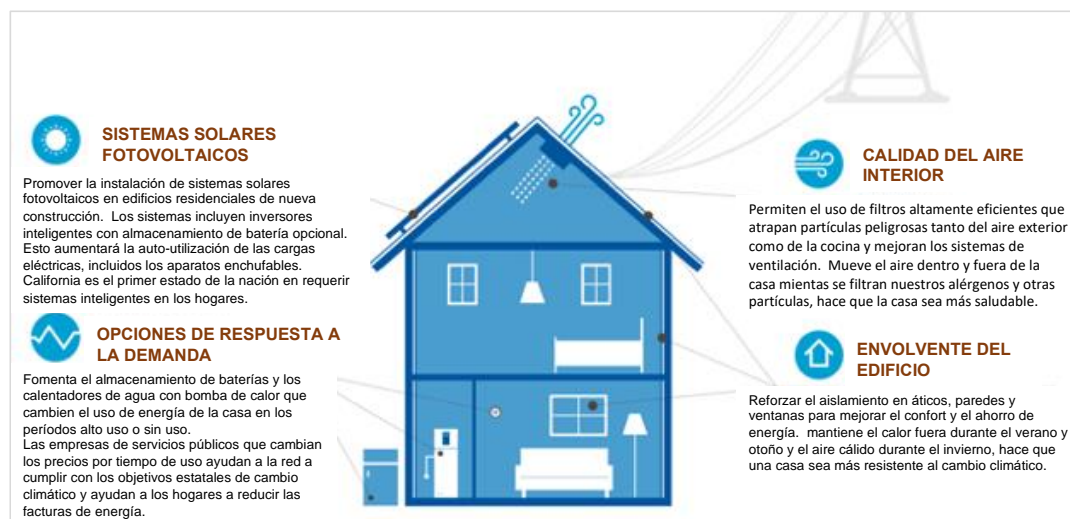 SISTEMAS SOLARES
FOTOVOLTAICOS
Promover la instalación de sistemas solares
fotovoltaicos en edificios residenciales de nueva
construcción. Los sistemas incluyen inversores
inteligentes con almacenamiento de batería opcional.
Esto aumentará la auto-utilización de las cargas
eléctricas, incluidos los aparatos enchufables.
California es el primer estado de la nación en requerir
sistemas inteligentes en los hogares.
OPCIONES DE RESPUESTA A
LA DEMANDA
Fomenta el almacenamiento de baterías y los
calentadores de agua con bomba de calor que
cambien el uso de energía de la casa en los
períodos alto uso o sin uso.
Las empresas de servicios públicos que cambian
los precios por tiempo de uso ayudan a la red a
cumplir con los objetivos estatales de cambio
climático y ayudan a los hogares a reducir las
facturas de energía.
CALIDAD DEL AIRE
INTERIOR
Permiten el uso de filtros altamente eficientes que
atrapan partículas peligrosas tanto del aire exterior
como de la cocina y mejoran los sistemas de
ventilación. Mueve el aire dentro y fuera de la
casa mientas se filtran nuestros alérgenos y otras
partículas, hace que la casa sea más saludable.
ENVOLVENTE DEL
EDIFICIO
Reforzar el aislamiento en áticos, paredes y
ventanas para mejorar el confort y el ahorro de
energía. mantiene el calor fuera durante el verano y
otoño y el aire cálido durante el invierno, hace que
una casa sea más resistente al cambio climático.